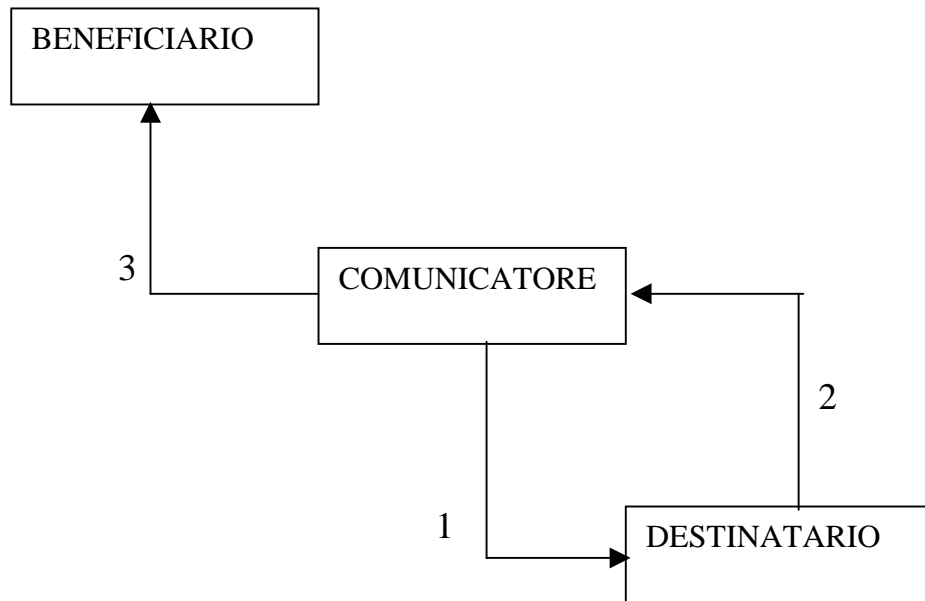 BENEFICIARIO
3
COMUNICATORE
2
1
DESTINATARIO